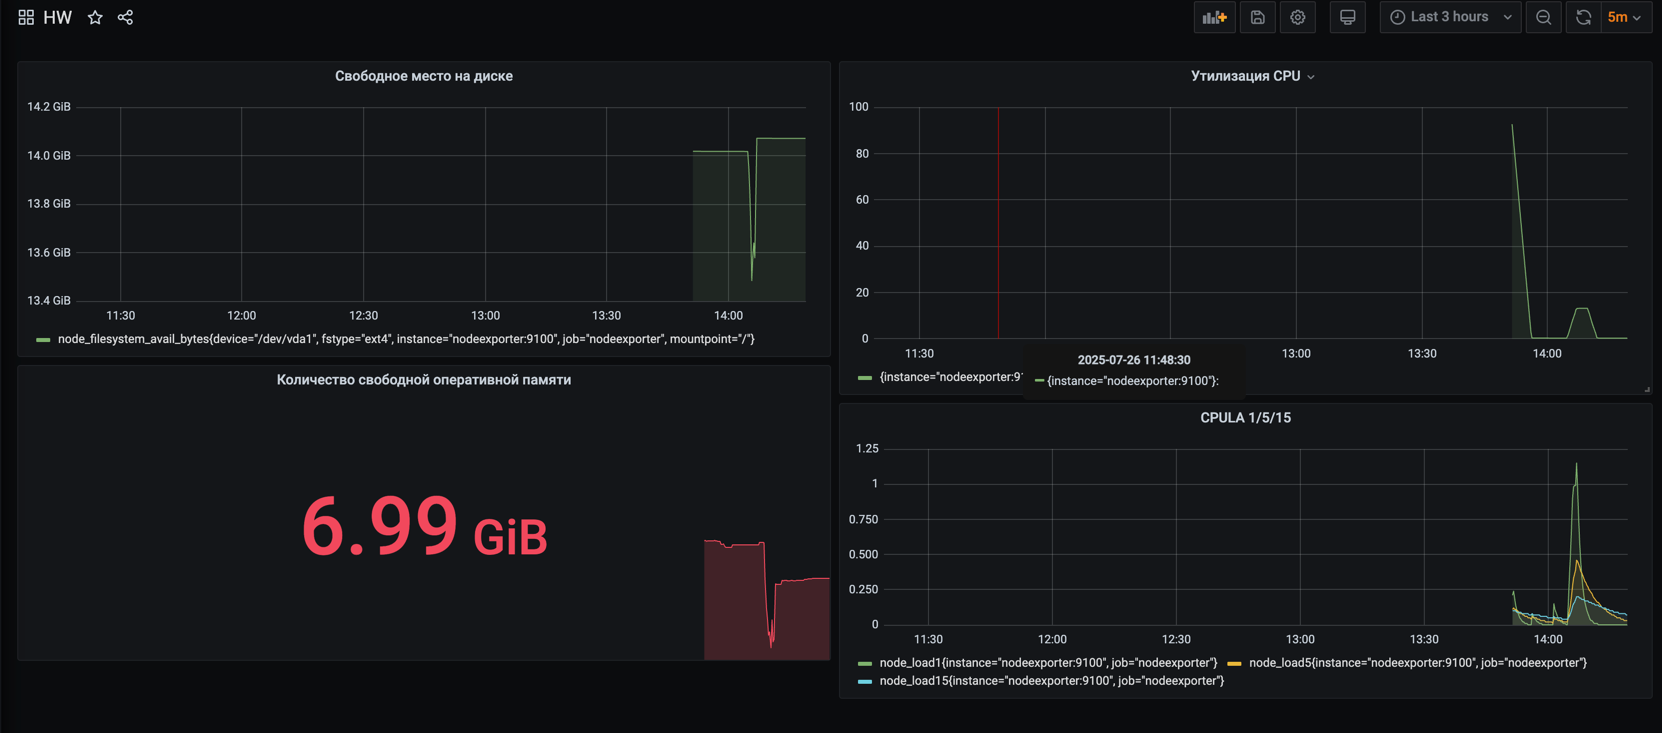 HW
Last 3 hours
5m
Свободное место на диске
14.2 GiB
14.0 GiB
13.8 GiB
13.6 GiB
13.4 GiB
11:30 12:00 12:30 13:00 13:30 14:00
node_filesystem_avail_bytes{device="/dev/vda1", fstype="ext4", instance="nodeexporter:9100", job="nodeexporter", mountpoint="/"}
Утилизация CPU
100
80
60
40
20
0
11:30 13:00 13:30 14:00
2025-07-26 11:48:30
{instance="nodeexporter:9100"}:
{instance="nodeexporter:9
Количество свободной оперативной памяти
6.99 GiB
CPULA 1/5/15
1.25
1
0.750
0.500
0.250
0
11:30 12:00 12:30 13:00 13:30 14:00
node_load1{instance="nodeexporter:9100", job="nodeexporter"} node_load5{instance="nodeexporter:9100", job="nodeexporter"}
node_load15{instance="nodeexporter:9100", job="nodeexporter"}